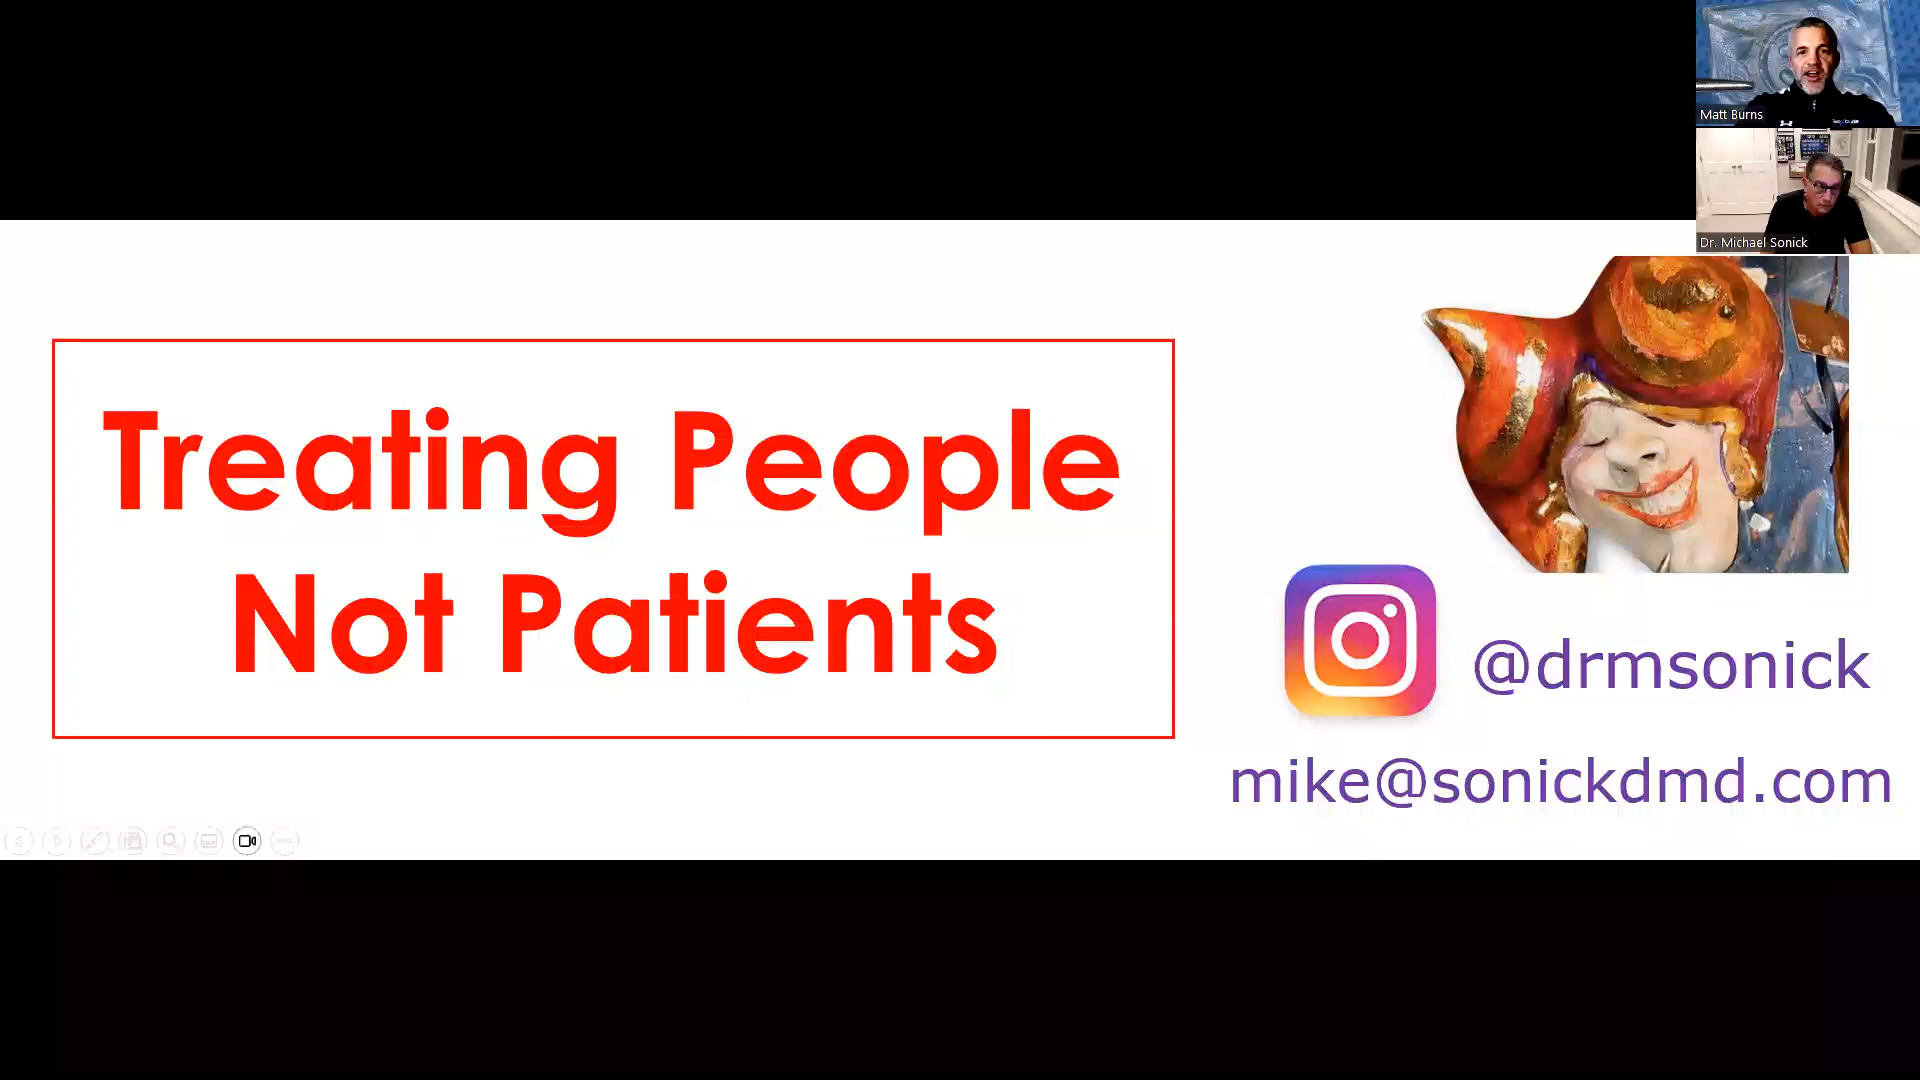 Matt Burns
Dr. Michael Sonick
Treating People
Not Patients
@drmsonick
mike@sonickdmd.com